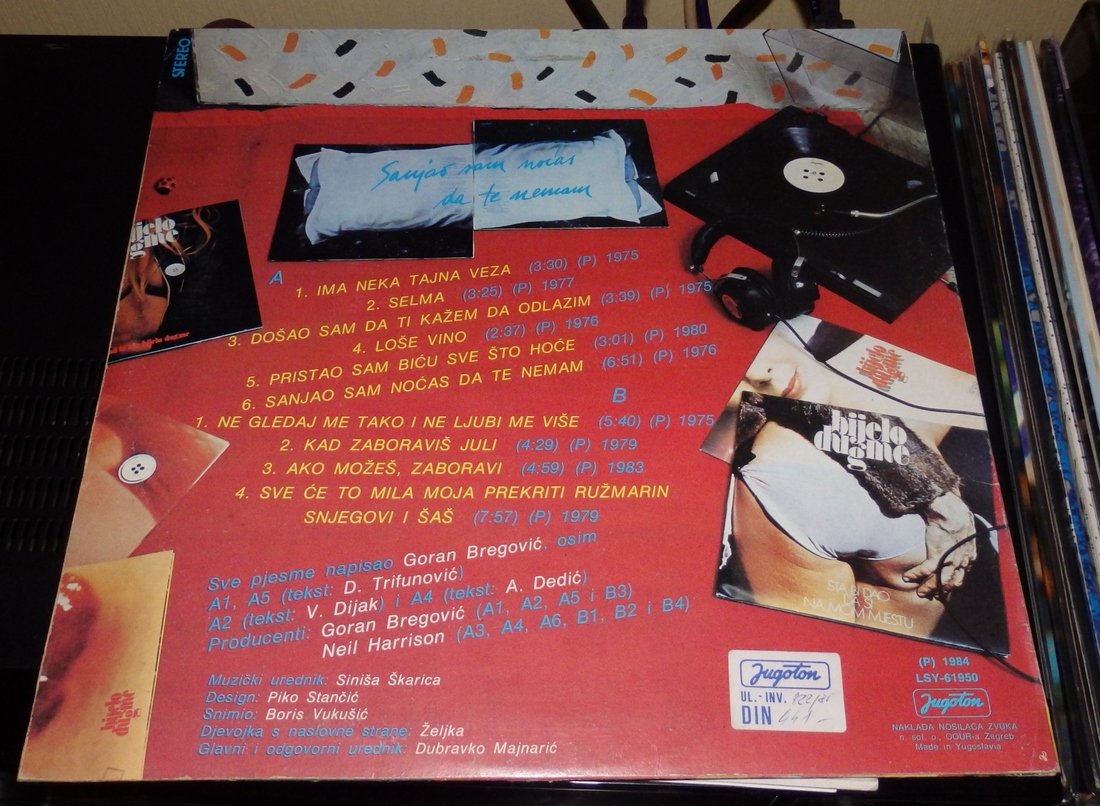 STEREO
Sanjao sam noćas
da te nemam
bijelo
dugme
A
1. IMA NEKA TAJNA VEZA (3:30) (P) 1975
2. SELMA (3:25) (P) 1977
3. DOŠAO SAM DA TI KAŽEM DA ODLAZIM (3:39) (P) 1975
4. LOŠE VINO (2:37) (P) 1976
5. PRISTAO SAM BIĆU SVE ŠTO HOĆE (3:01) (P) 1980
6. SANJAO SAM NOĆAS DA TE NEMAM (6:51) (P) 1976
B
1. NE GLEDAJ ME TAKO I NE LJUBI ME VIŠE (5:40) (P) 1975
2. KAD ZABORAVIŠ JULI (4:29) (P) 1979
3. AKO MOŽEŠ, ZABORAVI (4:59) (P) 1983
4. SVE ĆE TO MILA MOJA PREKRITI RUŽMARIN
SNJEGOVI I ŠAŠ (7:57) (P) 1979
bijelo
dugme
bijelo
dugme
ŠTA BI DAO
DA SI
NA MOM MJESTU
Sve pjesme napisao Goran Bregović, osim
A1, A5 (tekst: D. Trifunović)
A2 (tekst: V. Dijak) i A4 (tekst: A. Dedić)
Producenti: Goran Bregović (A1, A2, A5 i B3)
Neil Harrison (A3, A4, A6, B1, B2 i B4)
Muzički urednik: Siniša Škarica
Design: Piko Stančić
Snimio: Boris Vukušić
Djevojka s naslovne strane: Željka
Glavni i odgovorni urednik: Dubravko Majnarić
bijelo
dugme
Jugoton
UL.-INV.
DIN
(P) 1984
LSY-61950
Jugoton
NAKLADA NOSILACA ZVUKA
n. sol. o., OOUR-a Zagreb
Made in Yugoslavia